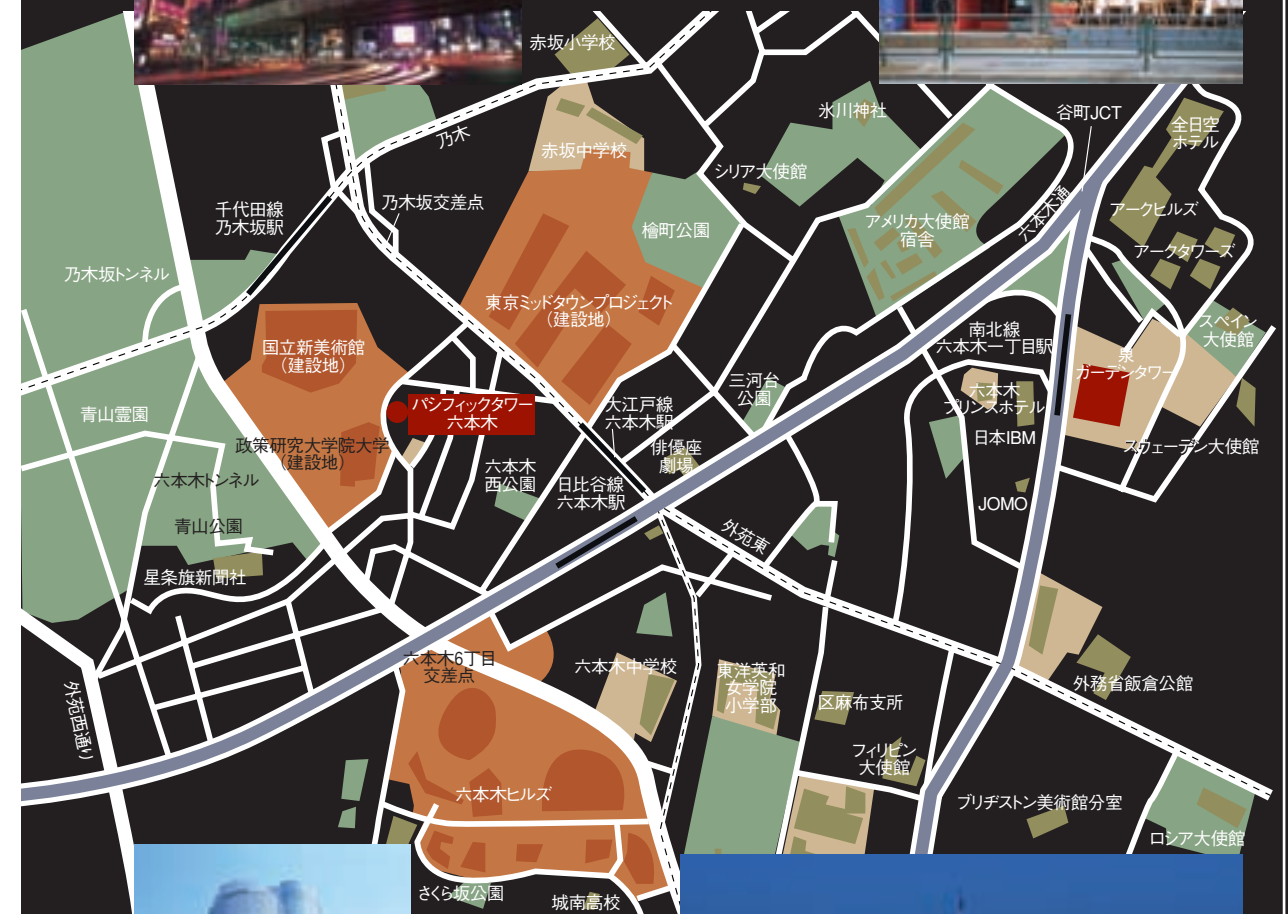 赤坂小学校
乃木
赤坂中学校
氷川神社
谷町JCT
全日空
ホテル
シリア大使館
千代田線
乃木坂駅
乃木坂交差点
檜町公園
アメリカ大使館
宿舎
六本木通
アークヒルズ
アークタワーズ
乃木坂トンネル
東京ミッドタウンプロジェクト
(建設地)
国立新美術館
(建設地)
南北線
六本木一丁目駅
スペイン
大使館
泉
ガーデンタワー
青山霊園
パシフィックタワー
六本木
大江戸線
六本木駅
三河台
公園
六本木
プリンスホテル
政策研究大学院大学
(建設地)
俳優座
劇場
日本IBM
スウェーデン大使館
六本木トンネル
六本木
西公園
日比谷線
六本木駅
JOMO
青山公園
外苑東
星条旗新聞社
六本木6丁目
交差点
六本木中学校
東洋英和
女学院
小学部
外務省飯倉公館
外苑西通り
区麻布支所
フィリピン
大使館
六本木ヒルズ
ブリヂストン美術館分室
ロシア大使館
さくら坂公園
城南高校